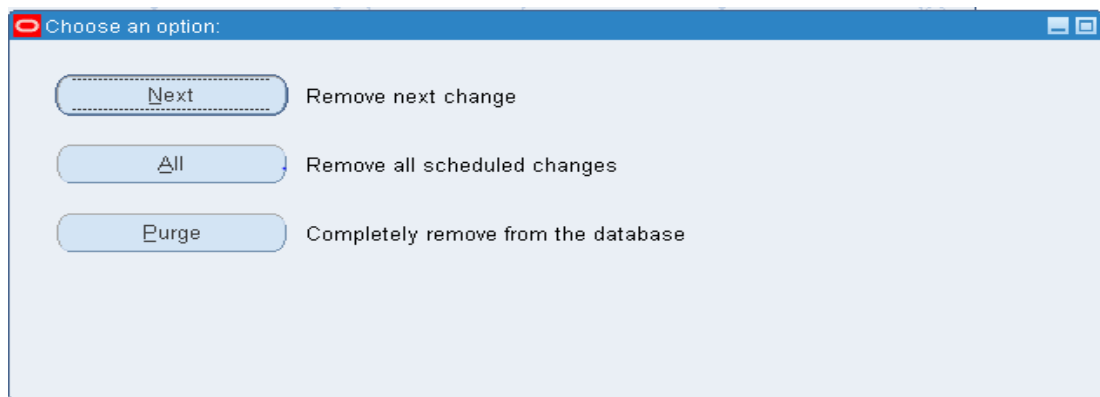 Choose an option:
Next Remove next change
All Remove all scheduled changes
Purge Completely remove from the database